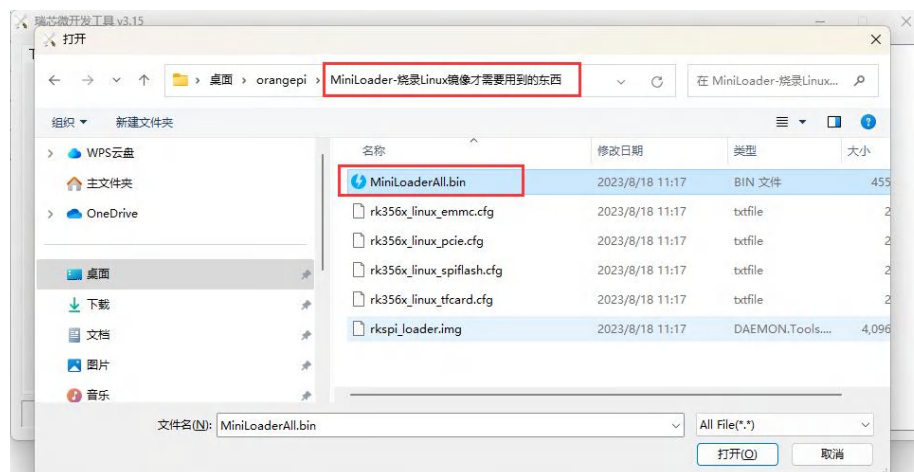 瑞芯微开发工具 v3.15
打开
桌面 › orangepi › MiniLoader-烧录Linux镜像才需要用到的东西
在 MiniLoader-烧录Linux...
组织 新建文件夹
名称 修改日期 类型 大小
WPS云盘
主文件夹
OneDrive
桌面
下载
文档
图片
音乐
MiniLoaderAll.bin 2023/8/18 11:17 BIN 文件 455
rk356x_linux_emmc.cfg 2023/8/18 11:17 txtfile 2
rk356x_linux_pcie.cfg 2023/8/18 11:17 txtfile 2
rk356x_linux_spiflash.cfg 2023/8/18 11:17 txtfile 2
rk356x_linux_tfcard.cfg 2023/8/18 11:17 txtfile 2
rkspi_loader.img 2023/8/18 11:17 DAEMON.Tools.... 4,096
文件名(N): MiniLoaderAll.bin All File(*.*)
打开(O) 取消